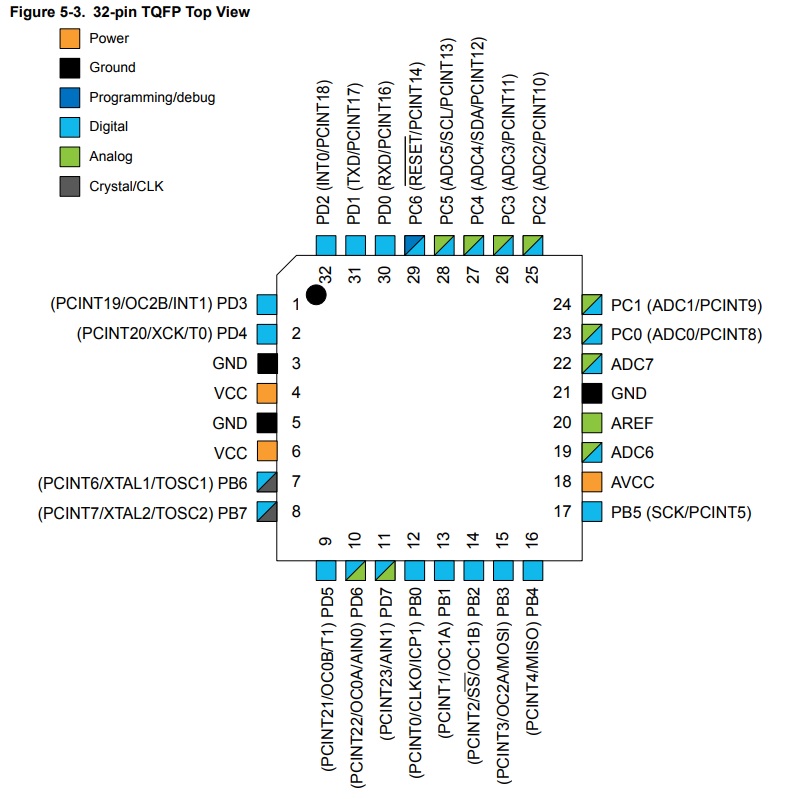 Figure 5-3. 32-pin TQFP Top View
Power
Ground
Programming/debug
Digital
Analog
Crystal/CLK
PD2 (INT0/PCINT18)
PD1 (TXD/PCINT17)
PD0 (RXD/PCINT16)
PC6 (RESET/PCINT14)
PC5 (ADC5/SCL/PCINT13)
PC4 (ADC4/SDA/PCINT12)
PC3 (ADC3/PCINT11)
PC2 (ADC2/PCINT10)
32
31
30
29
28
27
26
25
(PCINT19/OC2B/INT1) PD3 1
(PCINT20/XCK/T0) PD4 2
GND 3
VCC 4
GND 5
VCC 6
(PCINT6/XTAL1/TOSC1) PB6 7
(PCINT7/XTAL2/TOSC2) PB7 8
24 PC1 (ADC1/PCINT9)
23 PC0 (ADC0/PCINT8)
22 ADC7
21 GND
20 AREF
19 ADC6
18 AVCC
17 PB5 (SCK/PCINT5)
9
10
11
12
13
14
15
16
(PCINT21/OC0B/T1) PD5
(PCINT22/OC0A/AIN0) PD6
(PCINT23/AIN1) PD7
(PCINT0/CLKO/ICP1) PB0
(PCINT1/OC1A) PB1
(PCINT2/SS/OC1B) PB2
(PCINT3/OC2A/MOSI) PB3
(PCINT4/MISO) PB4